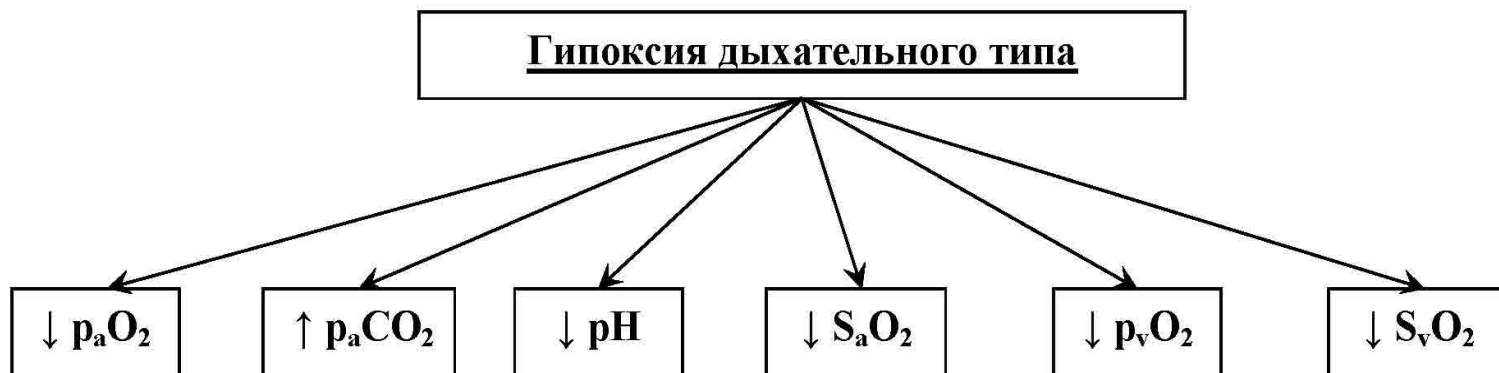 Гипоксия дыхательного типа
↓ pₐO₂
↑ pₐCO₂
↓ pH
↓ SₐO₂
↓ pᵥO₂
↓ SᵥO₂